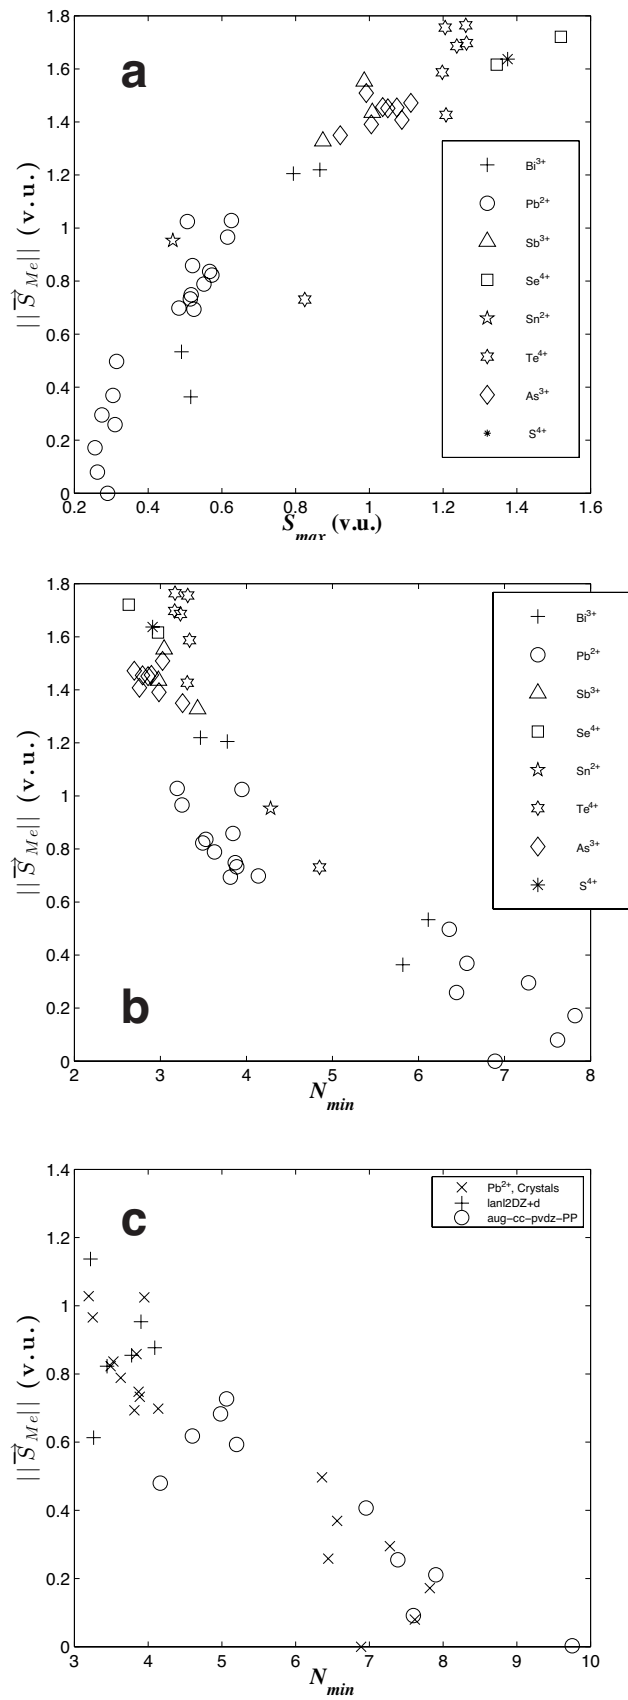 a
1.8
1.6
1.4
1.2
1
0.8
0.6
0.4
0.2
0
||S⃗ Me|| (v.u.)
Bi3+
Pb2+
Sb3+
Se4+
Sn2+
Te4+
As3+
S4+
0.2 0.4 0.6 0.8 1 1.2 1.4 1.6
Smax (v.u.)
1.8
1.6
1.4
1.2
1
0.8
0.6
0.4
0.2
0
||S⃗ Me|| (v.u.)
Bi3+
Pb2+
Sb3+
Se4+
Sn2+
Te4+
As3+
S4+
b
2 3 4 5 6 7 8
Nmin
c
1.4
1.2
1
0.8
0.6
0.4
0.2
0
||S⃗ Me|| (v.u.)
Pb2+, Crystals
lanl2DZ+d
aug-cc-pvdz-PP
3 4 5 6 7 8 9 10
Nmin